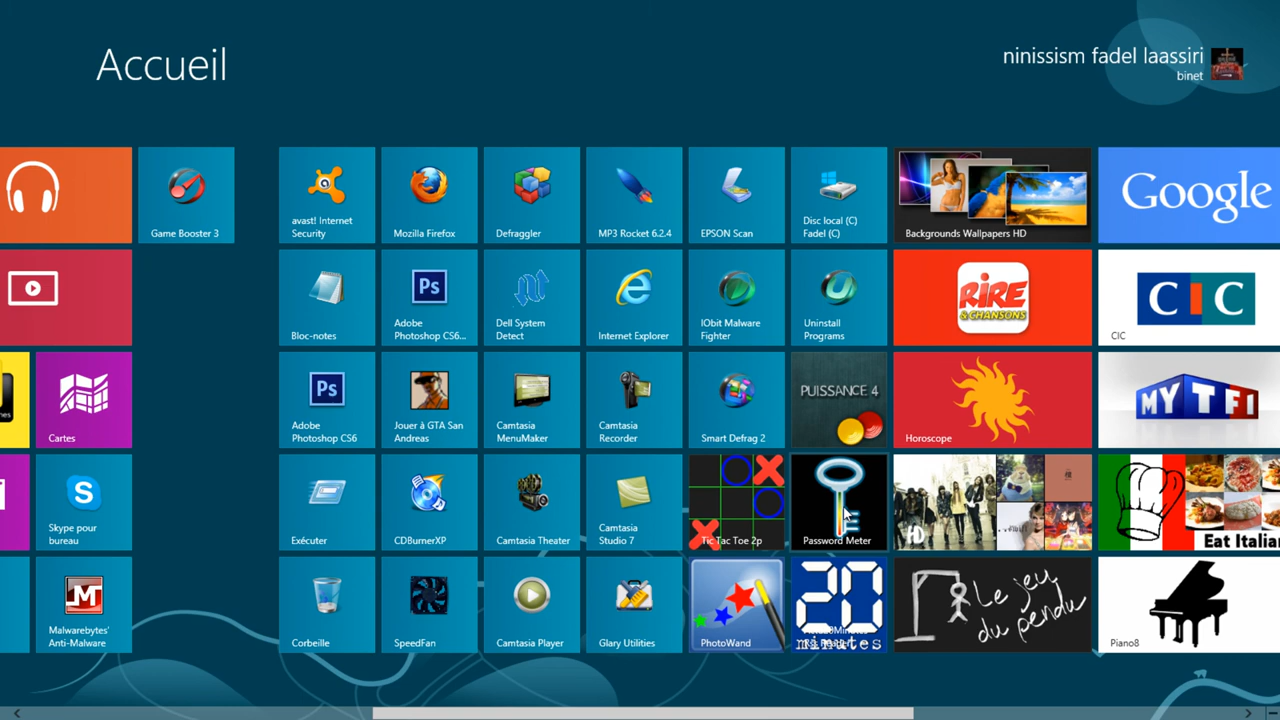 Accueil
ninissism fadel laassiri
binet
Game Booster 3
avast! Internet
Security
Mozilla Firefox
Defraggler
MP3 Rocket 6.2.4
EPSON Scan
Disc local (C)
Fadel (C)
Backgrounds Wallpapers HD
Google
Bloc-notes
Ps
Adobe
Photoshop CS6...
Dell System
Detect
Internet Explorer
IObit Malware
Fighter
Uninstall
Programs
RIRE
& CHANSONS
CIC
CIC
Cartes
Ps
Adobe
Photoshop CS6
Jouer à GTA San
Andreas
Camtasia
MenuMaker
Camtasia
Recorder
Smart Defrag 2
PUISSANCE 4
Horoscope
MYTF1
Skype pour
bureau
Exécuter
CDBurnerXP
Camtasia Theater
Camtasia
Studio 7
Tic Tac Toe 2p
Password Meter
HD
Eat Italian
Malwarebytes'
Anti-Malware
Corbeille
SpeedFan
Camtasia Player
Glary Utilities
PhotoWand
20
minutes
Le jeu
du pendu
Piano8